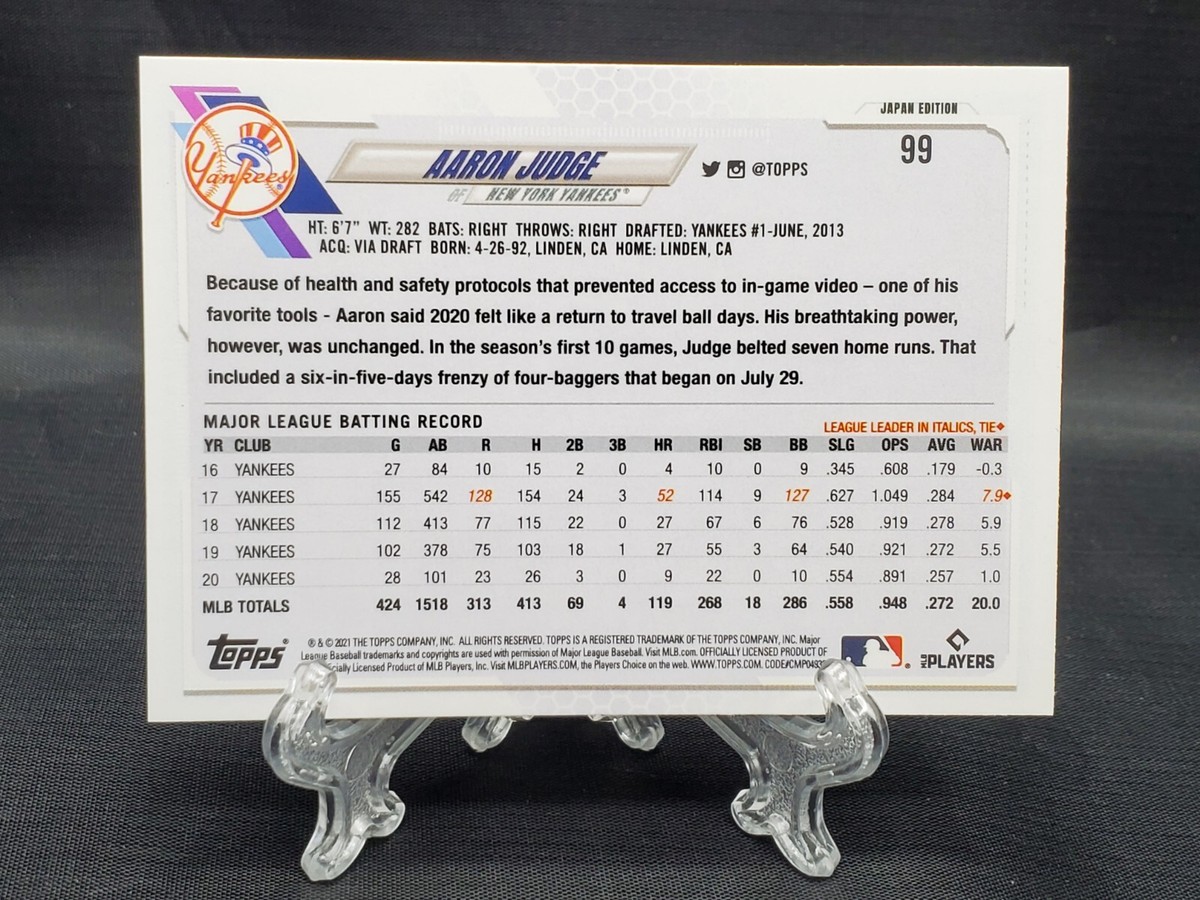 JAPAN EDITION
99
Yankees
AARON JUDGE
OF NEW YORK YANKEES®
@TOPPS
HT: 6'7" WT: 282 BATS: RIGHT THROWS: RIGHT DRAFTED: YANKEES #1-JUNE, 2013
ACQ: VIA DRAFT BORN: 4-26-92, LINDEN, CA HOME: LINDEN, CA
Because of health and safety protocols that prevented access to in-game video – one of his
favorite tools - Aaron said 2020 felt like a return to travel ball days. His breathtaking power,
however, was unchanged. In the season's first 10 games, Judge belted seven home runs. That
included a six-in-five-days frenzy of four-baggers that began on July 29.
MAJOR LEAGUE BATTING RECORD
LEAGUE LEADER IN ITALICS, TIE◆
YR CLUB G AB R H 2B 3B HR RBI SB BB SLG OPS AVG WAR
16 YANKEES 27 84 10 15 2 0 4 10 0 9 .345 .608 .179 -0.3
17 YANKEES 155 542 128 154 24 3 52 114 9 127 .627 1.049 .284 7.9◆
18 YANKEES 112 413 77 115 22 0 27 67 6 76 .528 .919 .278 5.9
19 YANKEES 102 378 75 103 18 1 27 55 3 64 .540 .921 .272 5.5
20 YANKEES 28 101 23 26 3 0 9 22 0 10 .554 .891 .257 1.0
MLB TOTALS 424 1518 313 413 69 4 119 268 18 286 .558 .948 .272 20.0
Topps®
® & © 2021 THE TOPPS COMPANY, INC. ALL RIGHTS RESERVED. TOPPS IS A REGISTERED TRADEMARK OF THE TOPPS COMPANY, INC. Major
League Baseball trademarks and copyrights are used with permission of Major League Baseball. Visit MLB.com. OFFICIALLY LICENSED PRODUCT OF
Licensed Product of MLB Players, Inc. Visit MLBPLAYERS.COM, the Players Choice on the web. WWW.TOPPS.COM.
MLB PLAYERS